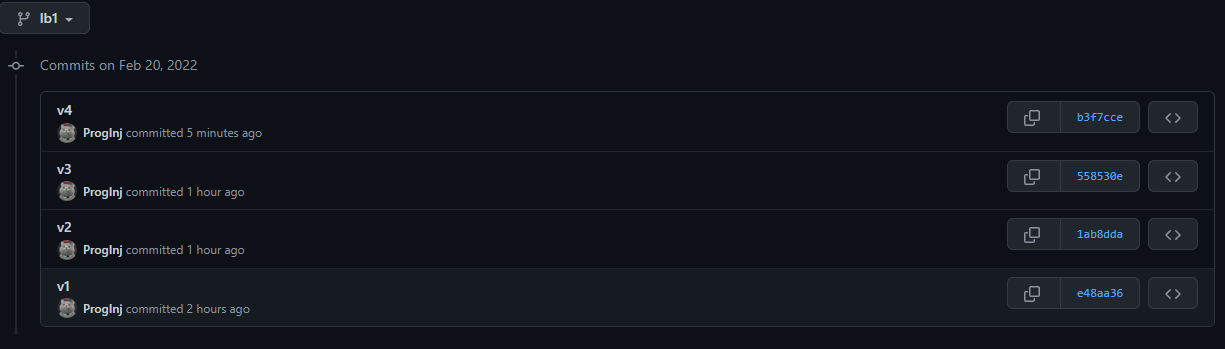 lb1
Commits on Feb 20, 2022
v4
ProgInj committed 5 minutes ago
b3f7cce
v3
ProgInj committed 1 hour ago
558530e
v2
ProgInj committed 1 hour ago
1ab8dda
v1
ProgInj committed 2 hours ago
e48aa36